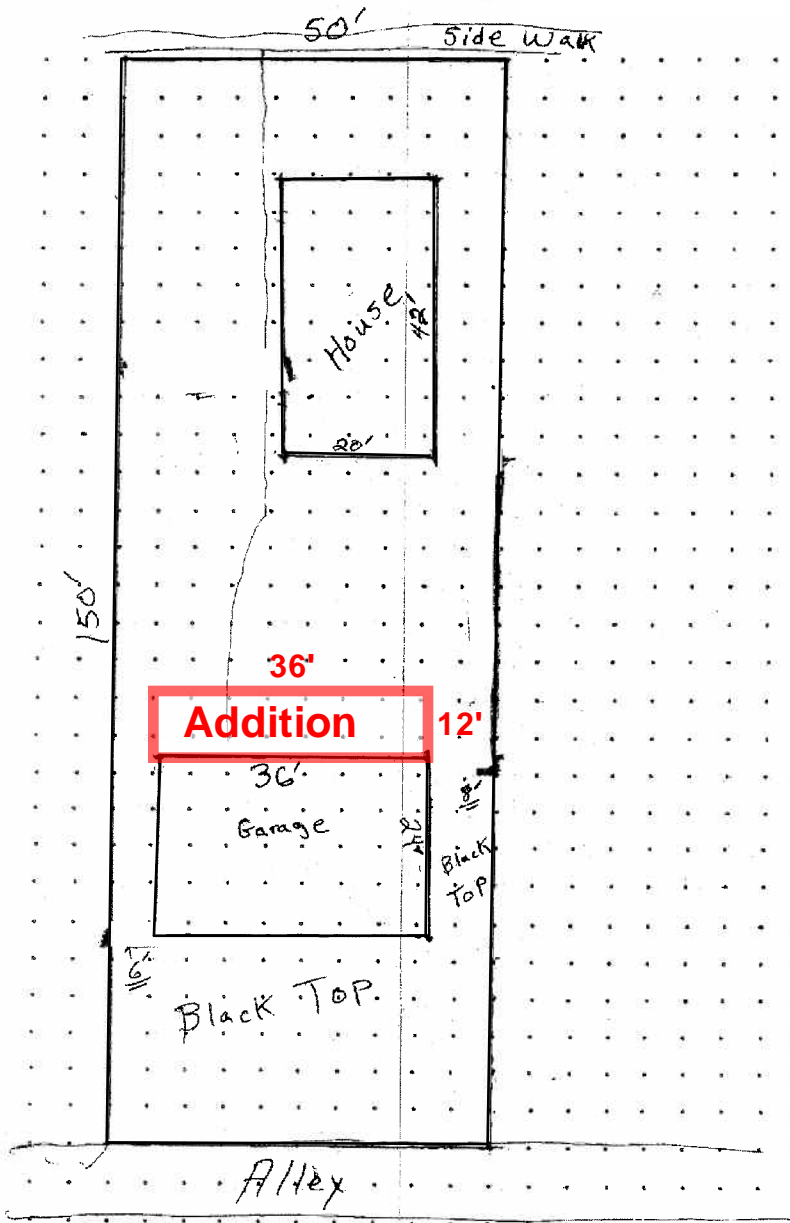 50'
Side Walk
House
42'
20'
150'
36'
Addition
12'
36'
Garage
24'
8'
Black
Top
6'
Black Top
Alley